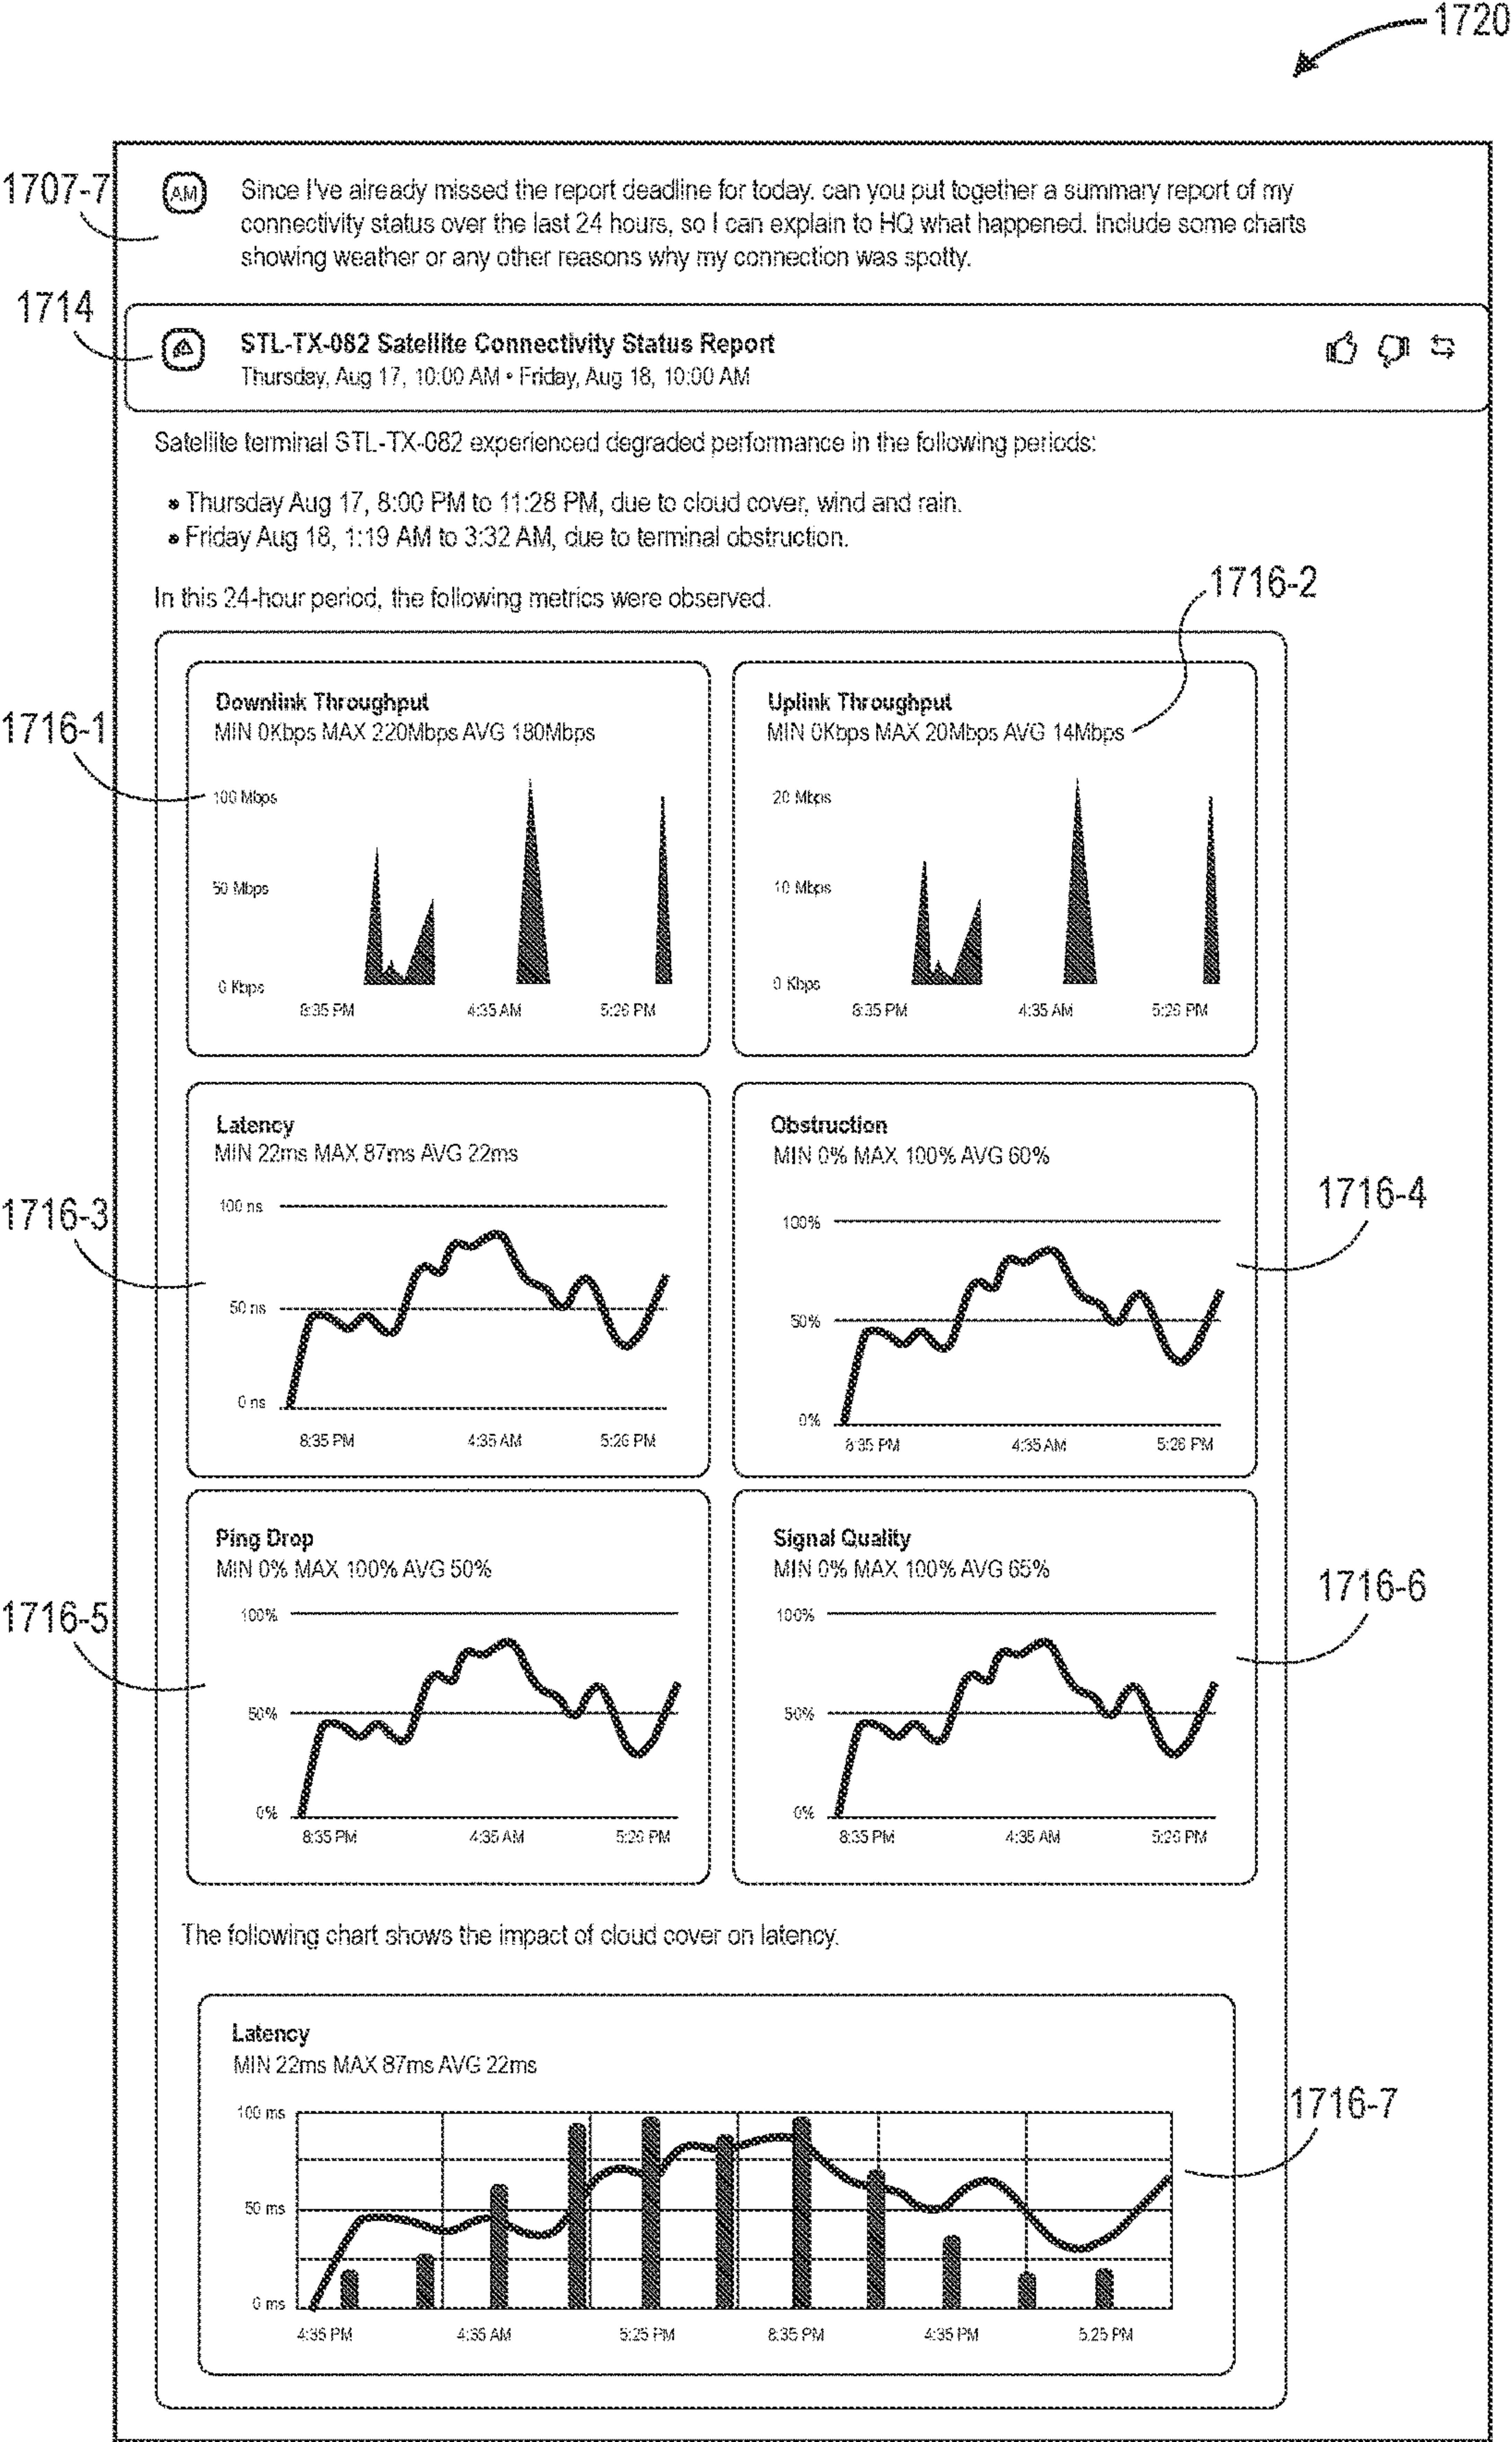 1720
1707-7
AM
Since I've already missed the report deadline for today. can you put together a summary report of my
connectivity status over the last 24 hours, so I can explain to HQ what happened. Include some charts
showing weather or any other reasons why my connection was spotty.
1714
STL-TX-082 Satellite Connectivity Status Report
Thursday, Aug 17, 10:00 AM • Friday, Aug 18, 10:00 AM
Satellite terminal STL-TX-082 experienced degraded performance in the following periods:
• Thursday Aug 17, 8:00 PM to 11:28 PM, due to cloud cover, wind and rain.
• Friday Aug 18, 1:19 AM to 3:32 AM, due to terminal obstruction.
In this 24-hour period, the following metrics were observed.
1716-2
1716-1
Downlink Throughput
MIN 0Kbps MAX 220Mbps AVG 180Mbps
100 Mbps
50 Mbps
0 Kbps
8:35 PM 4:35 AM 5:26 PM
Uplink Throughput
MIN 0Kbps MAX 20Mbps AVG 14Mbps
20 Mbps
10 Mbps
0 Kbps
8:35 PM 4:35 AM 5:26 PM
1716-3
Latency
MIN 22ms MAX 87ms AVG 22ms
100 ns
50 ns
0 ns
8:35 PM 4:35 AM 5:26 PM
1716-4
Obstruction
MIN 0% MAX 100% AVG 60%
100%
50%
0%
8:35 PM 4:35 AM 5:26 PM
1716-5
Ping Drop
MIN 0% MAX 100% AVG 50%
100%
50%
0%
8:35 PM 4:35 AM 5:26 PM
1716-6
Signal Quality
MIN 0% MAX 100% AVG 65%
100%
50%
0%
8:35 PM 4:35 AM 5:26 PM
The following chart shows the impact of cloud cover on latency.
1716-7
Latency
MIN 22ms MAX 87ms AVG 22ms
100 ms
50 ms
0 ms
4:35 PM 4:35 AM 5:25 PM 8:35 PM 4:35 PM 5.25 PM